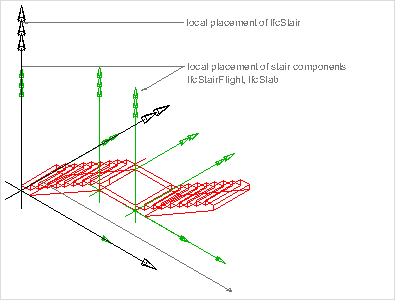 local placement of IfcStair
local placement of stair components
IfcStairFlight, IfcSlab